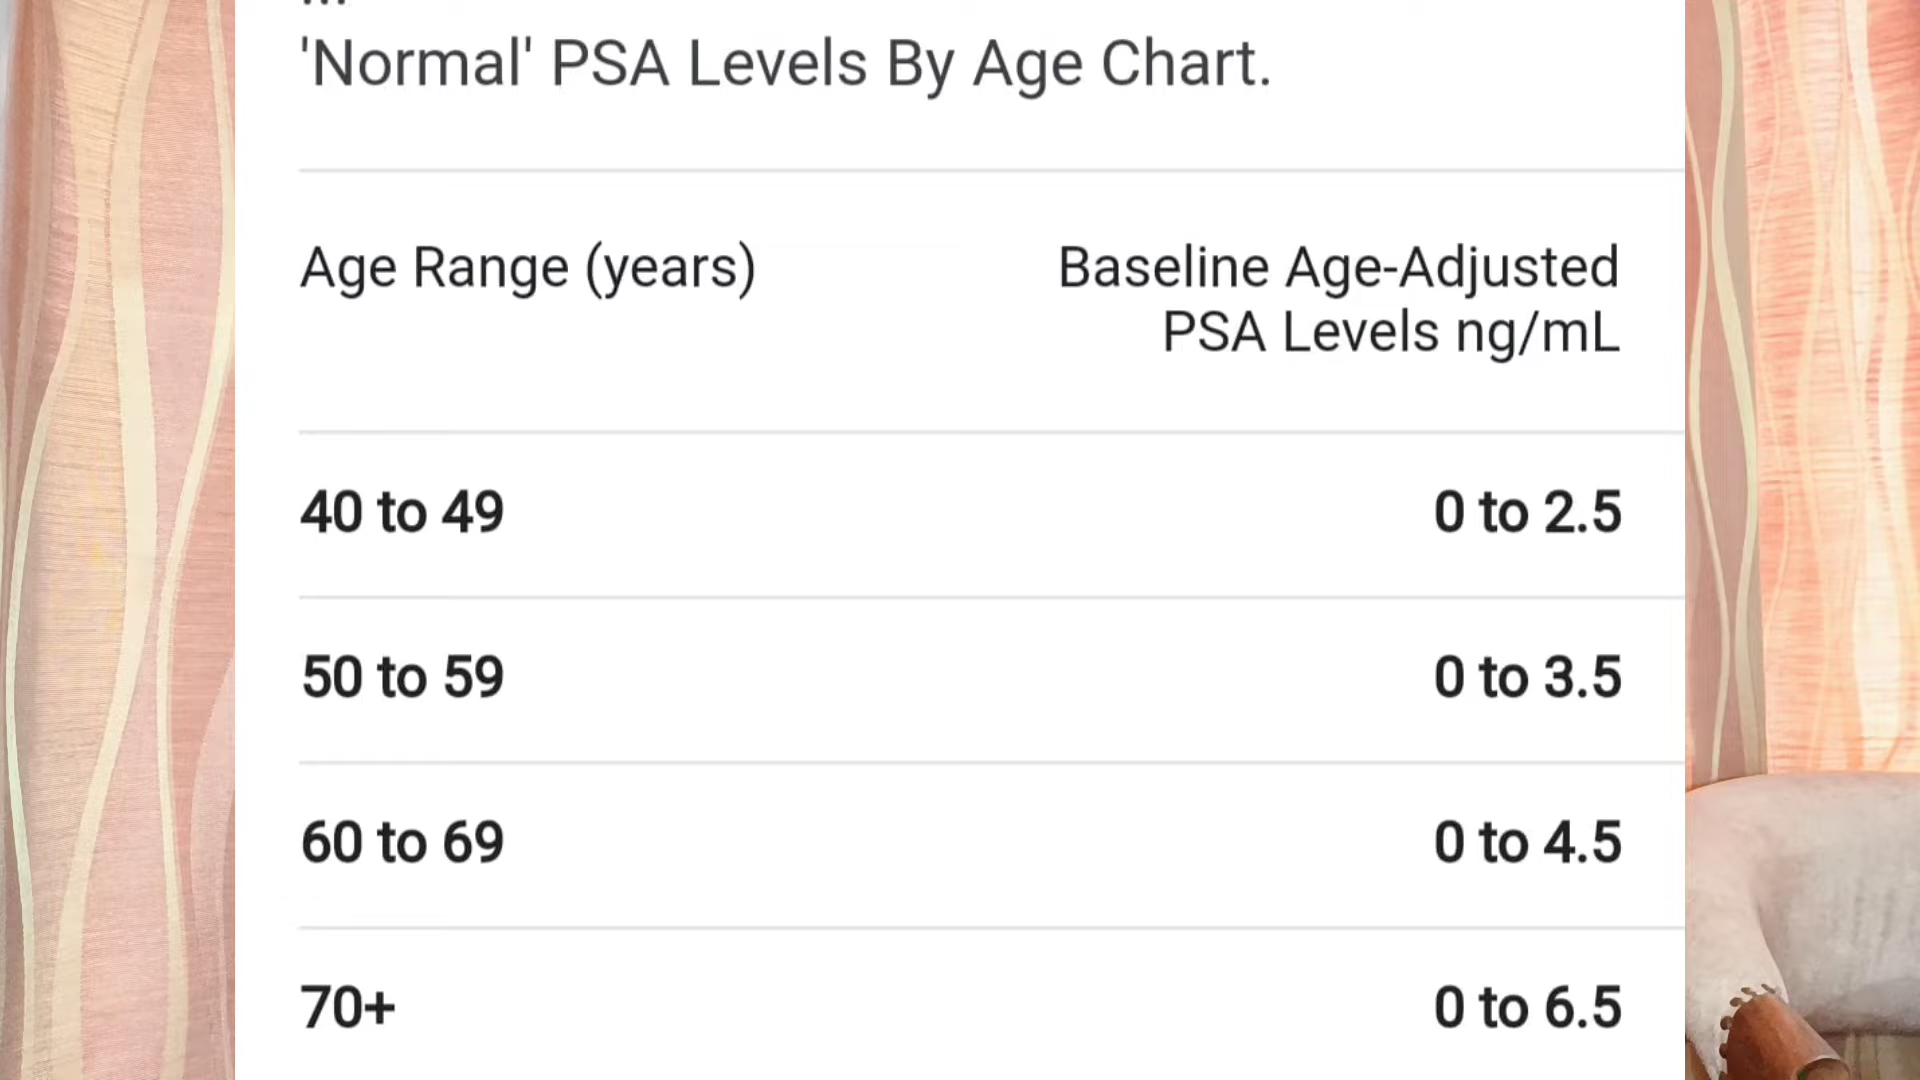 'Normal' PSA Levels By Age Chart.
Age Range (years)
Baseline Age-Adjusted
PSA Levels ng/mL
40 to 49
0 to 2.5
50 to 59
0 to 3.5
60 to 69
0 to 4.5
70+
0 to 6.5